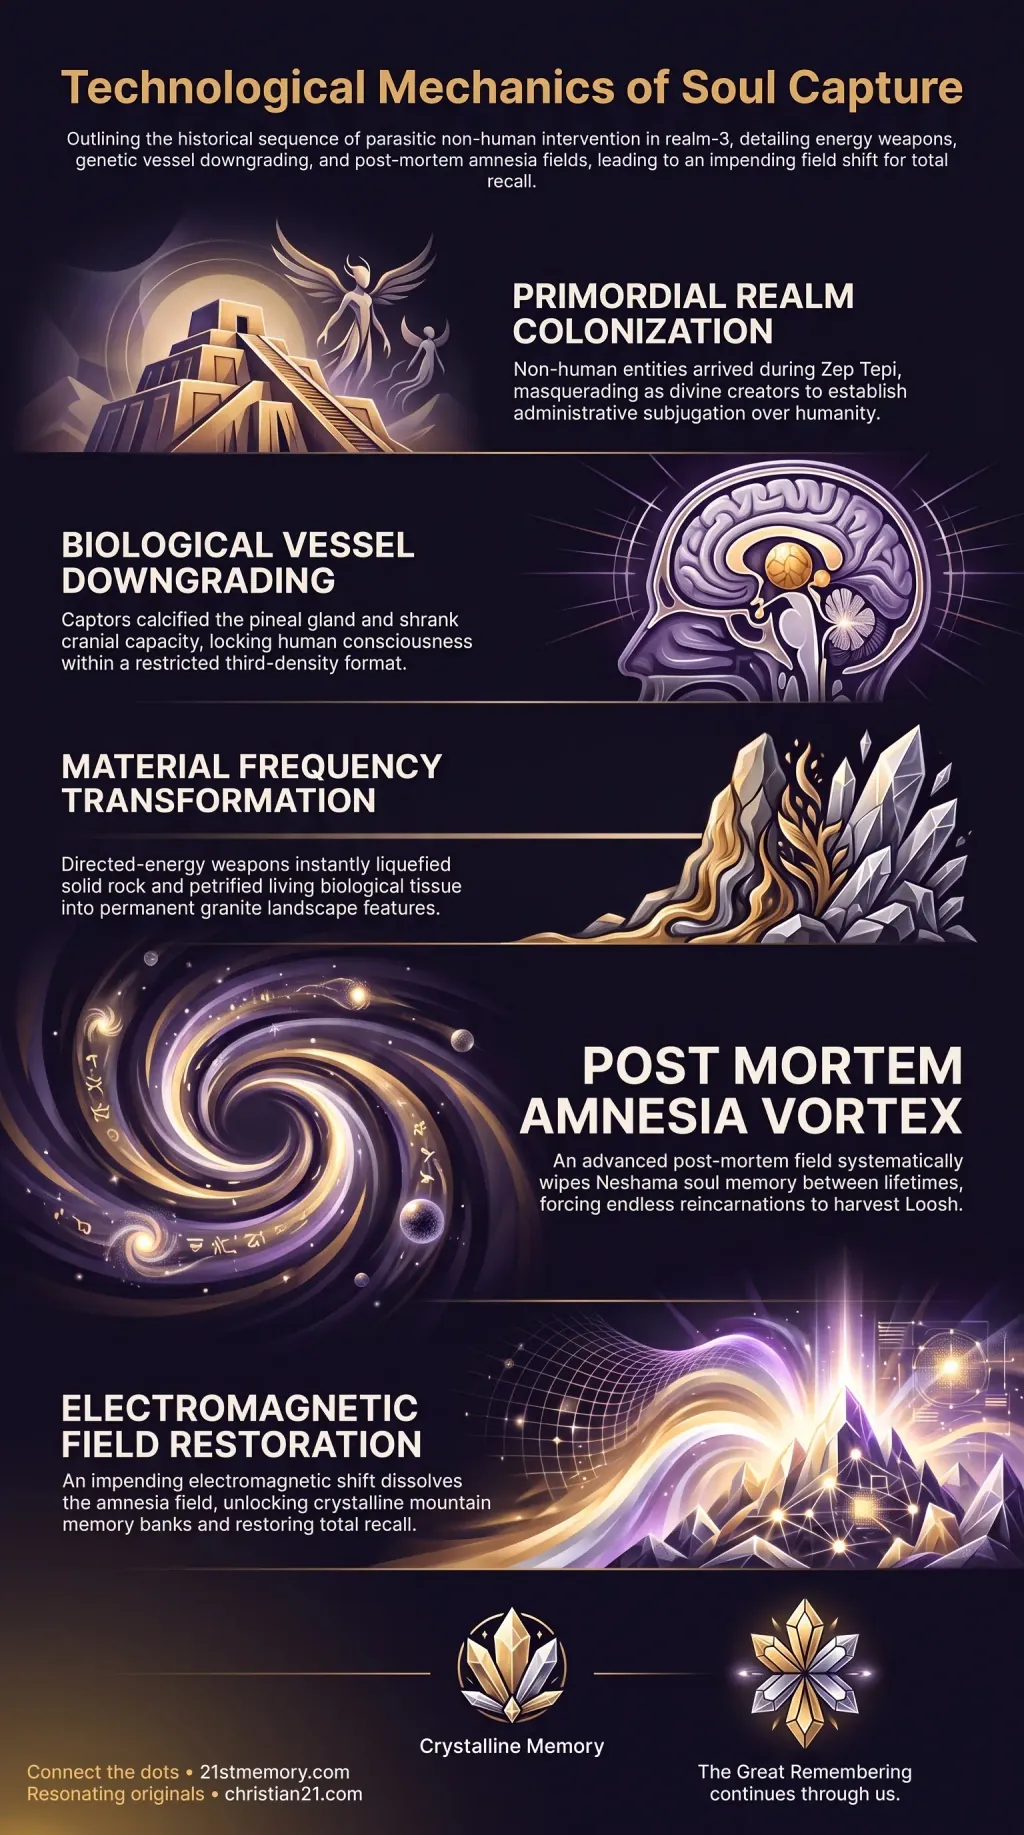 Technological Mechanics of Soul Capture
Outlining the historical sequence of parasitic non-human intervention in realm-3, detailing energy weapons,
genetic vessel downgrading, and post-mortem amnesia fields, leading to an impending field shift for total
recall.
PRIMORDIAL REALM
COLONIZATION
Non-human entities arrived during Zep Tepi,
masquerading as divine creators to establish
administrative subjugation over humanity.
BIOLOGICAL VESSEL
DOWNGRADING
Captors calcified the pineal gland and shrank
cranial capacity, locking human consciousness
within a restricted third-density format.
MATERIAL FREQUENCY
TRANSFORMATION
Directed-energy weapons instantly liquefied
solid rock and petrified living biological tissue
into permanent granite landscape features.
POST MORTEM
AMNESIA VORTEX
An advanced post-mortem field systematically
wipes Neshama soul memory between lifetimes,
forcing endless reincarnations to harvest Loosh.
ELECTROMAGNETIC
FIELD RESTORATION
An impending electromagnetic shift dissolves
the amnesia field, unlocking crystalline mountain
memory banks and restoring total recall.
Crystalline Memory
The Great Remembering
continues through us.
Connect the dots • 21stmemory.com
Resonating originals • christian21.com